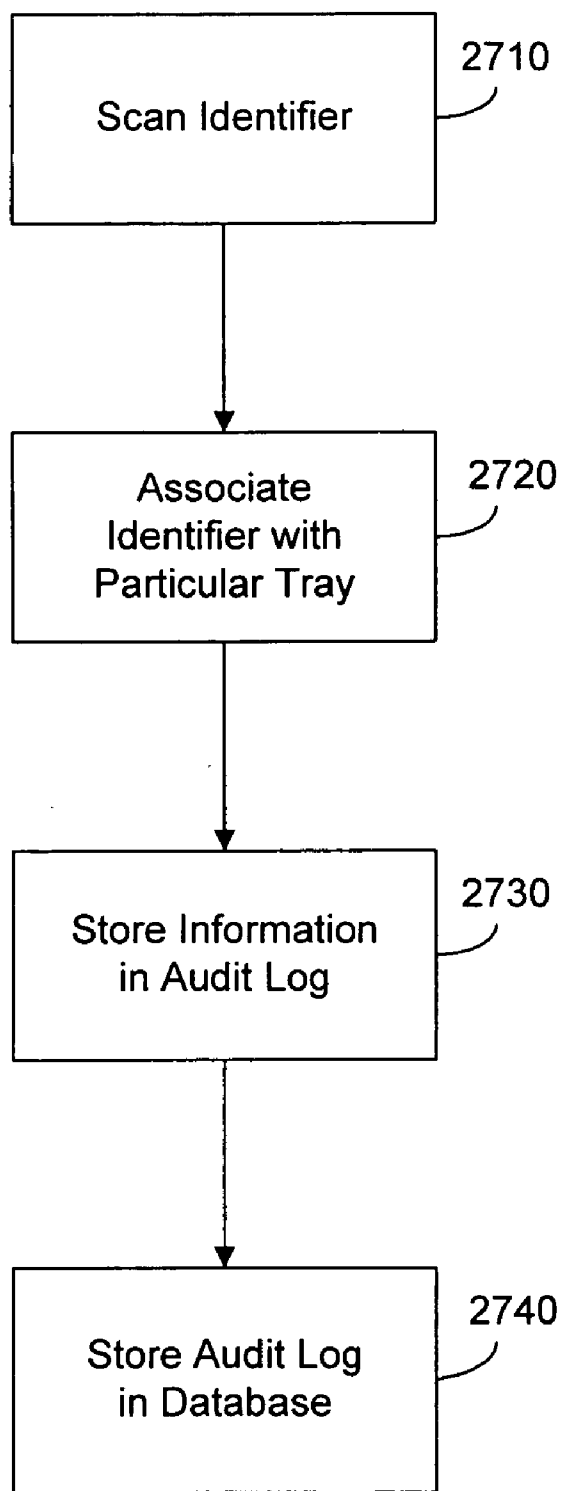 2710
Scan Identifier
2720
Associate
Identifier with
Particular Tray
2730
Store Information
in Audit Log
2740
Store Audit Log
in Database